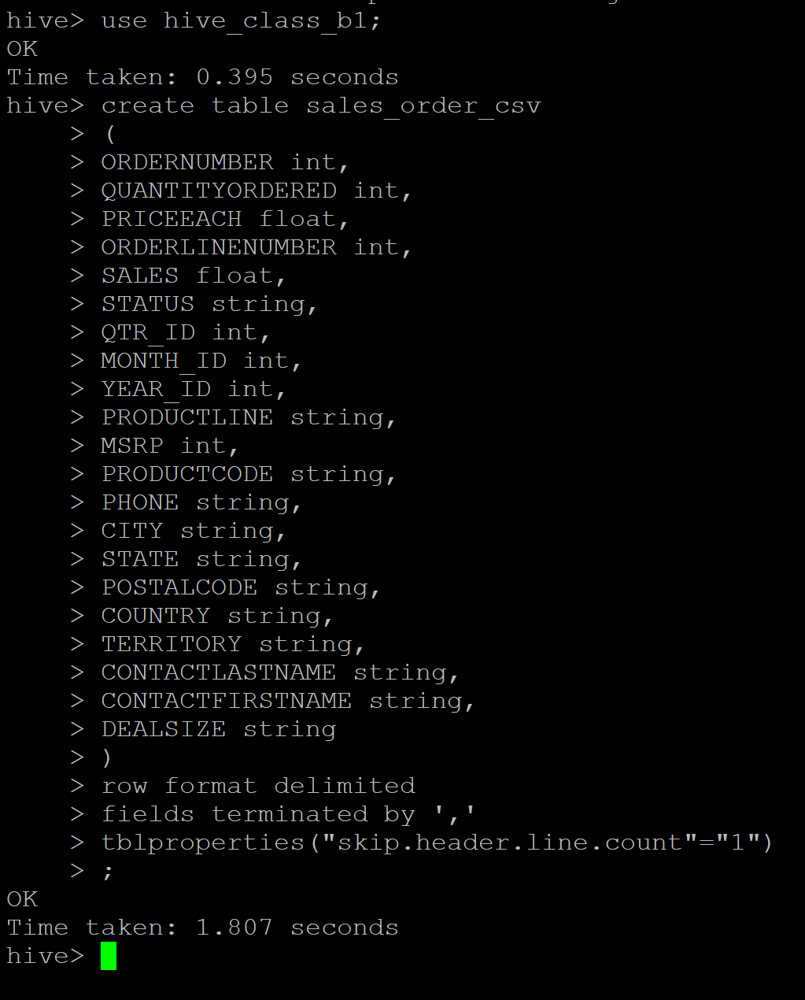 hive> use hive_class_b1;
OK
Time taken: 0.395 seconds
hive> create table sales_order_csv
    > (
    > ORDERNUMBER int,
    > QUANTITYORDERED int,
    > PRICEEACH float,
    > ORDERLINENUMBER int,
    > SALES float,
    > STATUS string,
    > QTR_ID int,
    > MONTH_ID int,
    > YEAR_ID int,
    > PRODUCTLINE string,
    > MSRP int,
    > PRODUCTCODE string,
    > PHONE string,
    > CITY string,
    > STATE string,
    > POSTALCODE string,
    > COUNTRY string,
    > TERRITORY string,
    > CONTACTLASTNAME string,
    > CONTACTFIRSTNAME string,
    > DEALSIZE string
    > )
    > row format delimited
    > fields terminated by ','
    > tblproperties("skip.header.line.count"="1")
    > ;
OK
Time taken: 1.807 seconds
hive>